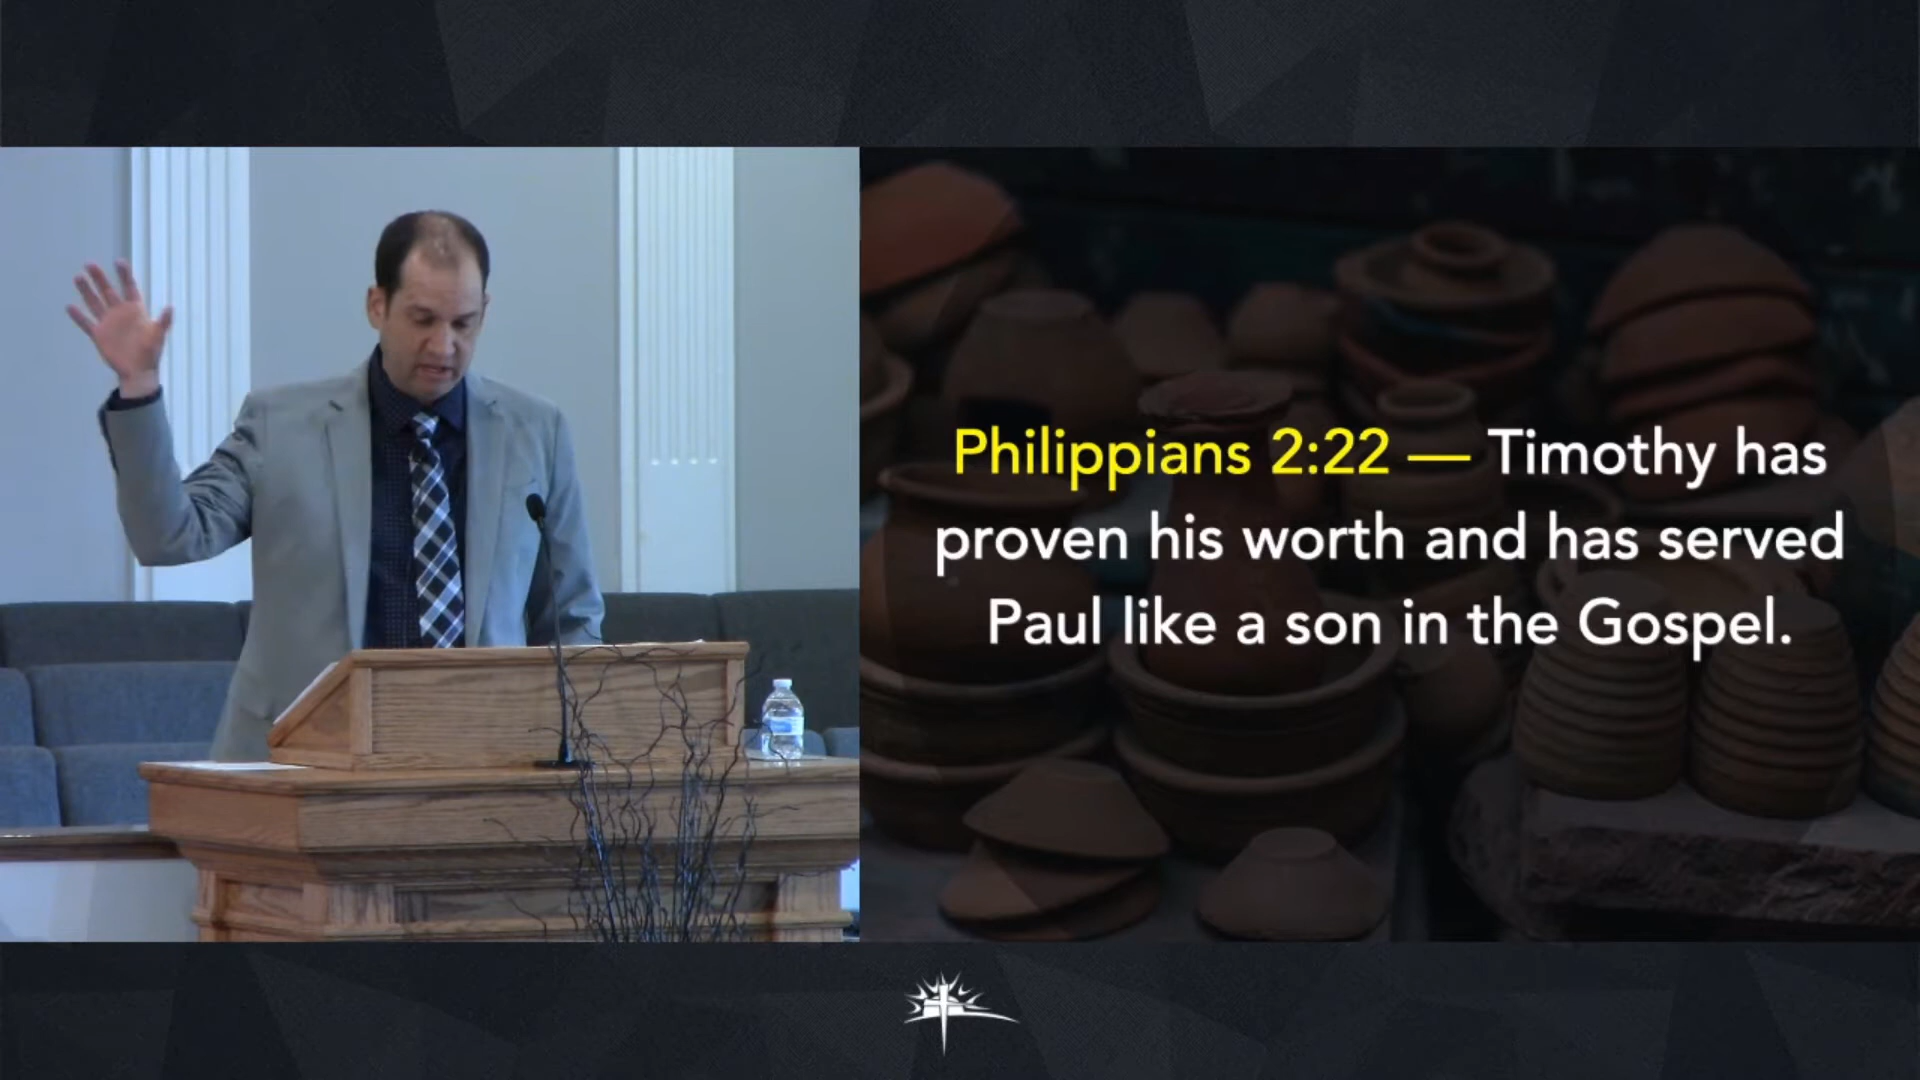 Philippians 2:22 — Timothy has
proven his worth and has served
Paul like a son in the Gospel.